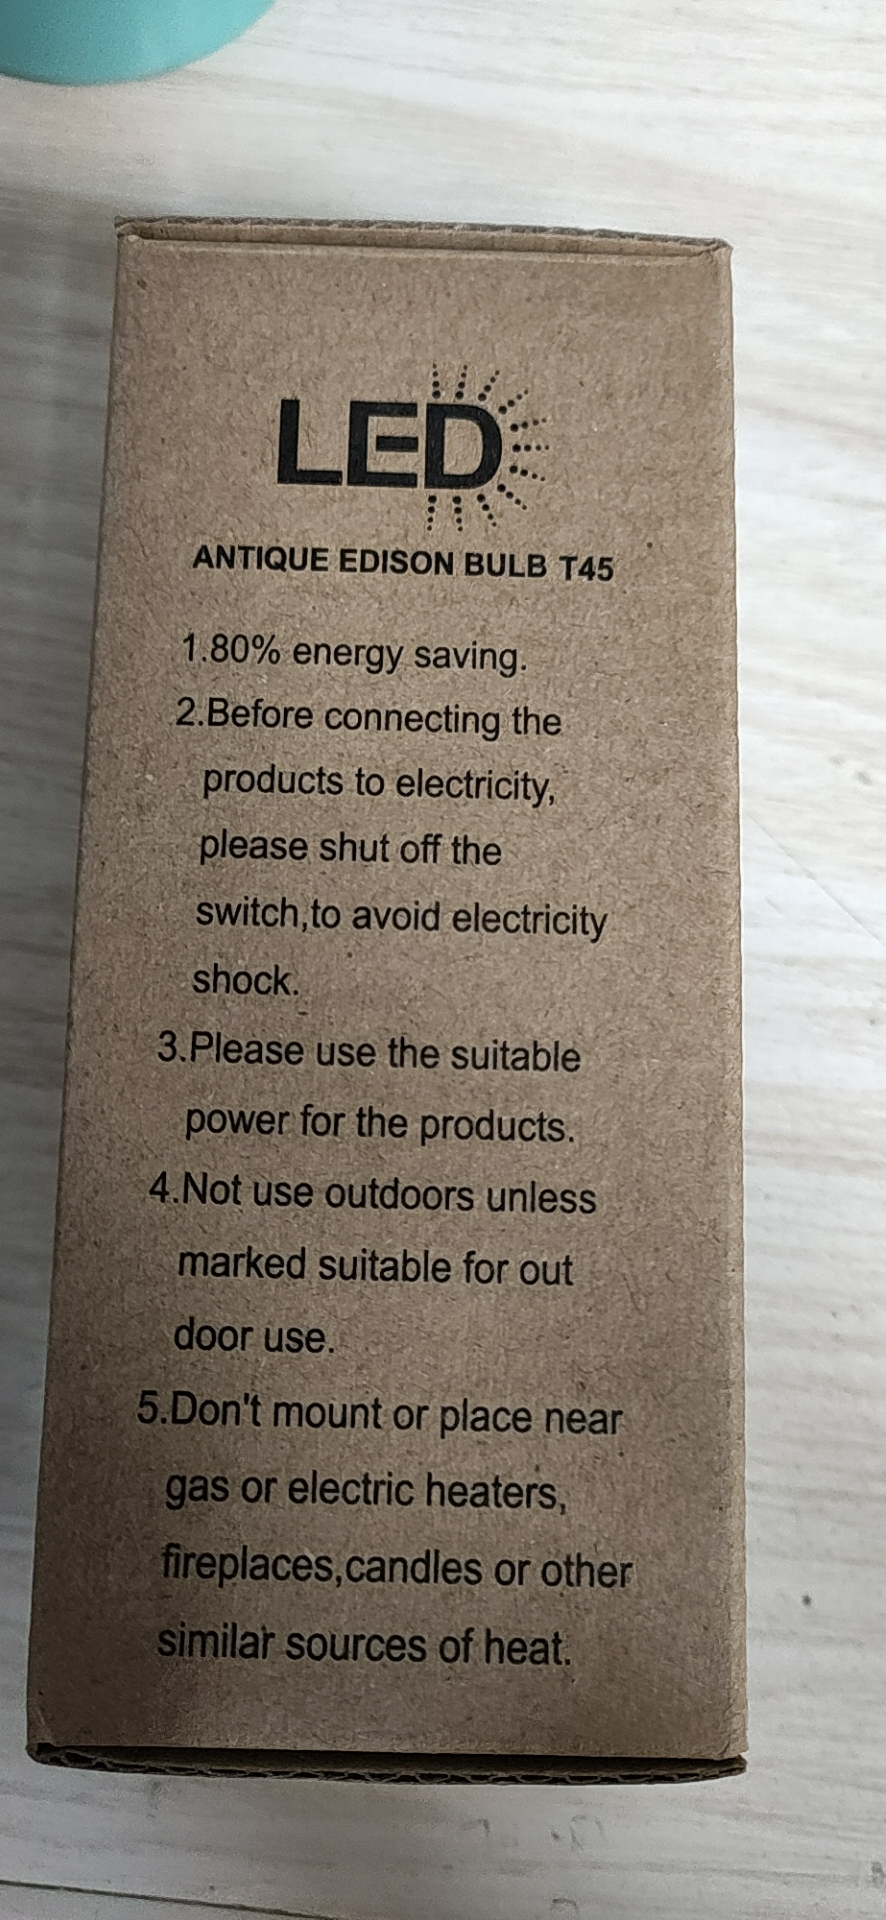 LED
ANTIQUE EDISON BULB T45
1.80% energy saving.
2.Before connecting the
products to electricity,
please shut off the
switch,to avoid electricity
shock.
3.Please use the suitable
power for the products.
4.Not use outdoors unless
marked suitable for out
door use.
5.Don't mount or place near
gas or electric heaters,
fireplaces,candles or other
similar sources of heat.